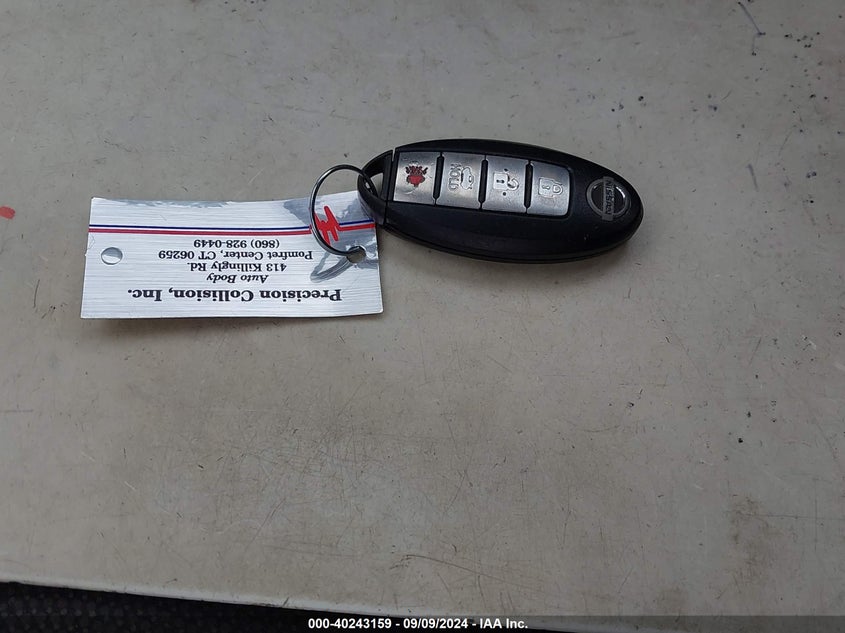 Precision Collision, Inc.
Auto Body
413 Killingly Rd.
Pomfret Center, CT 06259
(860) 928-0449
HOLD
NISSAN
000-40243159 - 09/09/2024 - IAA Inc.